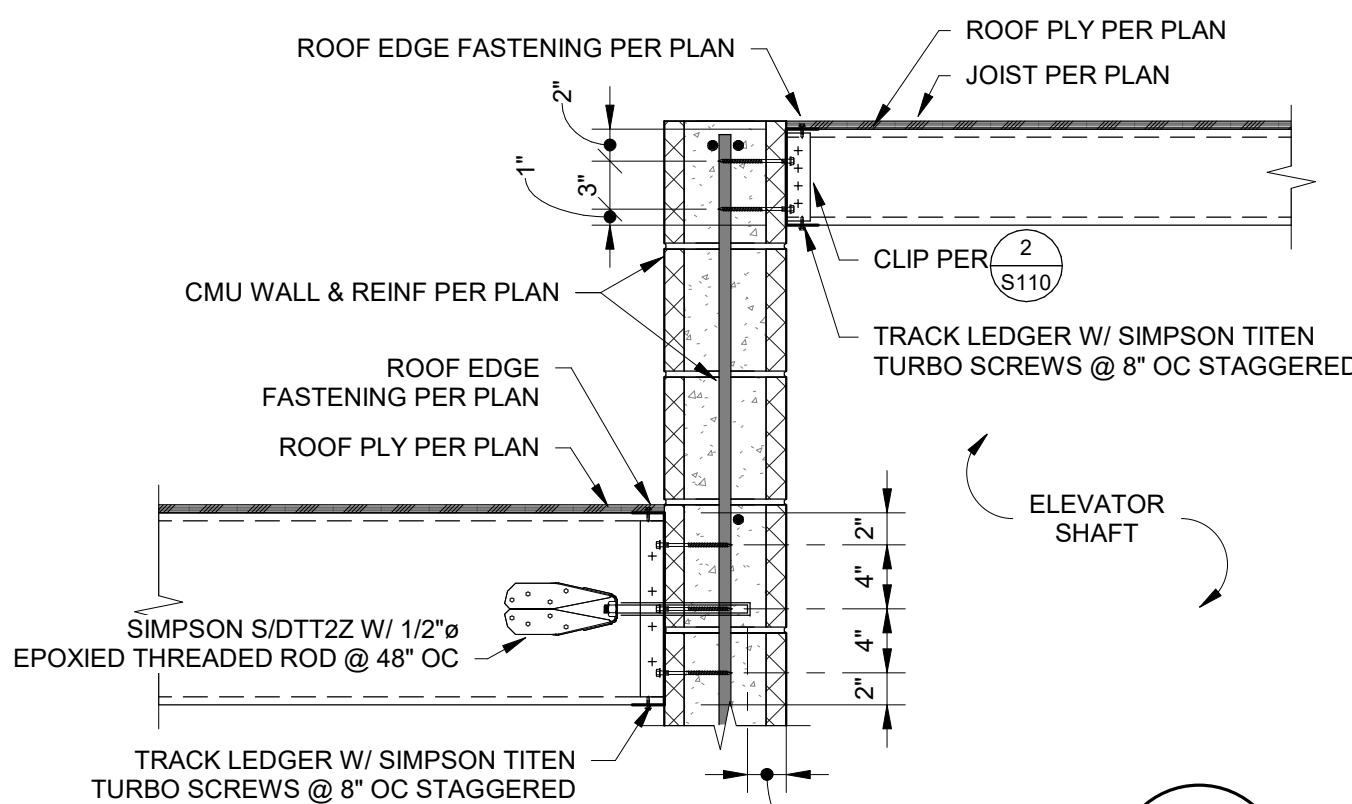 ROOF EDGE FASTENING PER PLAN
ROOF PLY PER PLAN
JOIST PER PLAN
2"
1"
3"
CLIP PER
2
S110
CMU WALL & REINF PER PLAN
TRACK LEDGER W/ SIMPSON TITEN
TURBO SCREWS @ 8" OC STAGGERED
ROOF EDGE
FASTENING PER PLAN
ROOF PLY PER PLAN
ELEVATOR
SHAFT
2"
4"
4"
2"
SIMPSON S/DTT2Z W/ 1/2"ø
EPOXIED THREADED ROD @ 48" OC
TRACK LEDGER W/ SIMPSON TITEN
TURBO SCREWS @ 8" OC STAGGERED